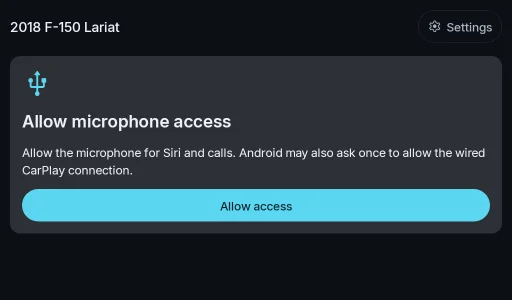 2018 F-150 Lariat
Settings
Allow microphone access
Allow the microphone for Siri and calls. Android may also ask once to allow the wired
CarPlay connection.
Allow access